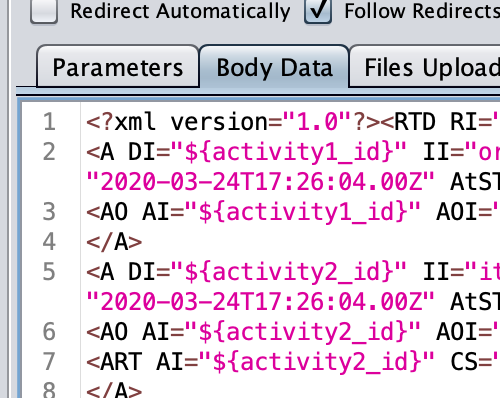 Redirect Automatically Follow Redirects
Parameters Body Data Files Upload
1 <?xml version="1.0"?><RTD RI="
2 <A DI="${activity1_id}" II="or
"2020-03-24T17:26:04.00Z" AtST
3 <AO AI="${activity1_id}" AOI="
4 </A>
5 <A DI="${activity2_id}" II="it
"2020-03-24T17:26:04.00Z" AtST
6 <AO AI="${activity2_id}" AOI="
7 <ART AI="${activity2_id}" CS="
8 </A>